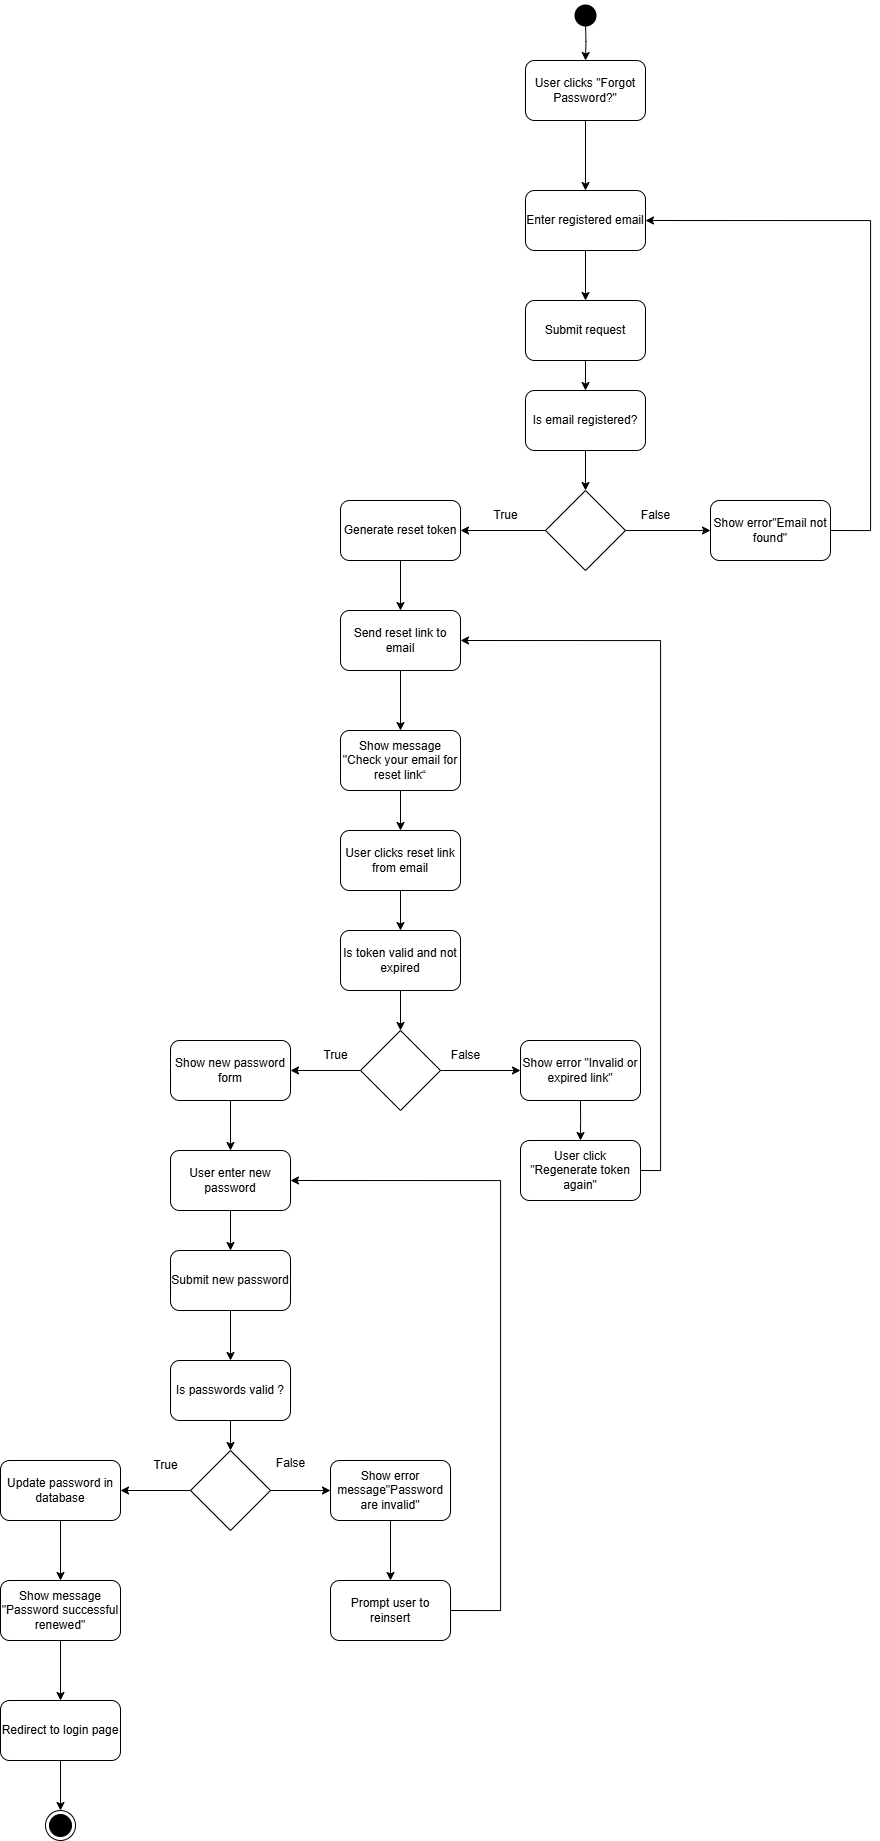 User clicks "Forgot
Password?"
Enter registered email
Submit request
Is email registered?
True
False
Generate reset token
Show error"Email not
found"
Send reset link to
email
Show message
"Check your email for
reset link“
User clicks reset link
from email
Is token valid and not
expired
True
False
Show new password
form
Show error "Invalid or
expired link"
User click
"Regenerate token
again"
User enter new
password
Submit new password
Is passwords valid ?
True
False
Update password in
database
Show error
message"Password
are invalid"
Show message
"Password successful
renewed"
Prompt user to
reinsert
Redirect to login page